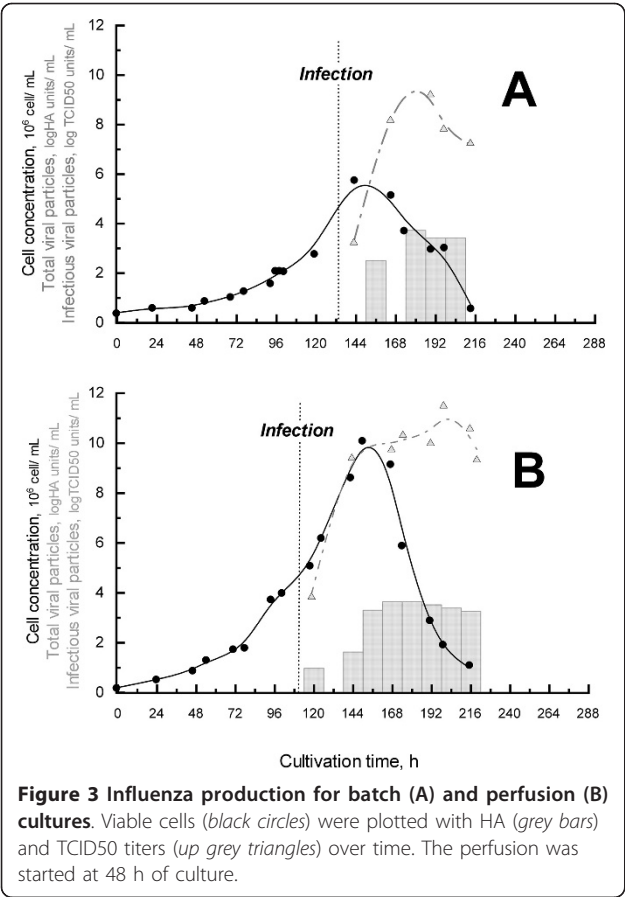 12
10
8
6
4
2
0
Cell concentration, 10⁶ cell/ mL
Total viral particles, logHA units/ mL
Infectious viral particles, log TCID50 units/ mL
Infection
A
0 24 48 72 96 120 144 168 192 216 240 264 288
12
10
8
6
4
2
0
Cell concentration, 10⁶ cell/ mL
Total viral particles, logHA units/ mL
Infectious viral particles, logTCID50 units/ mL
Infection
B
0 24 48 72 96 120 144 168 192 216 240 264 288
Cultivation time, h
Figure 3 Influenza production for batch (A) and perfusion (B)
cultures. Viable cells (black circles) were plotted with HA (grey bars)
and TCID50 titers (up grey triangles) over time. The perfusion was
started at 48 h of culture.